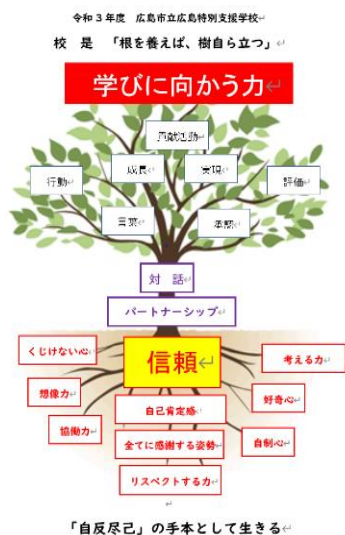 令和３年度　広島市立広島特別支援学校
校　是　「根を養えば、樹自ら立つ」
学びに向かう力
貢献活動
成長
実現
行動
評価
言葉
承認
対　話
パートナーシップ
くじけない心
信頼
考える力
想像力
好奇心
自己肯定感
協働力
自制心
全てに感謝する姿勢
リスペクトする力
「自反尽己」の手本として生きる